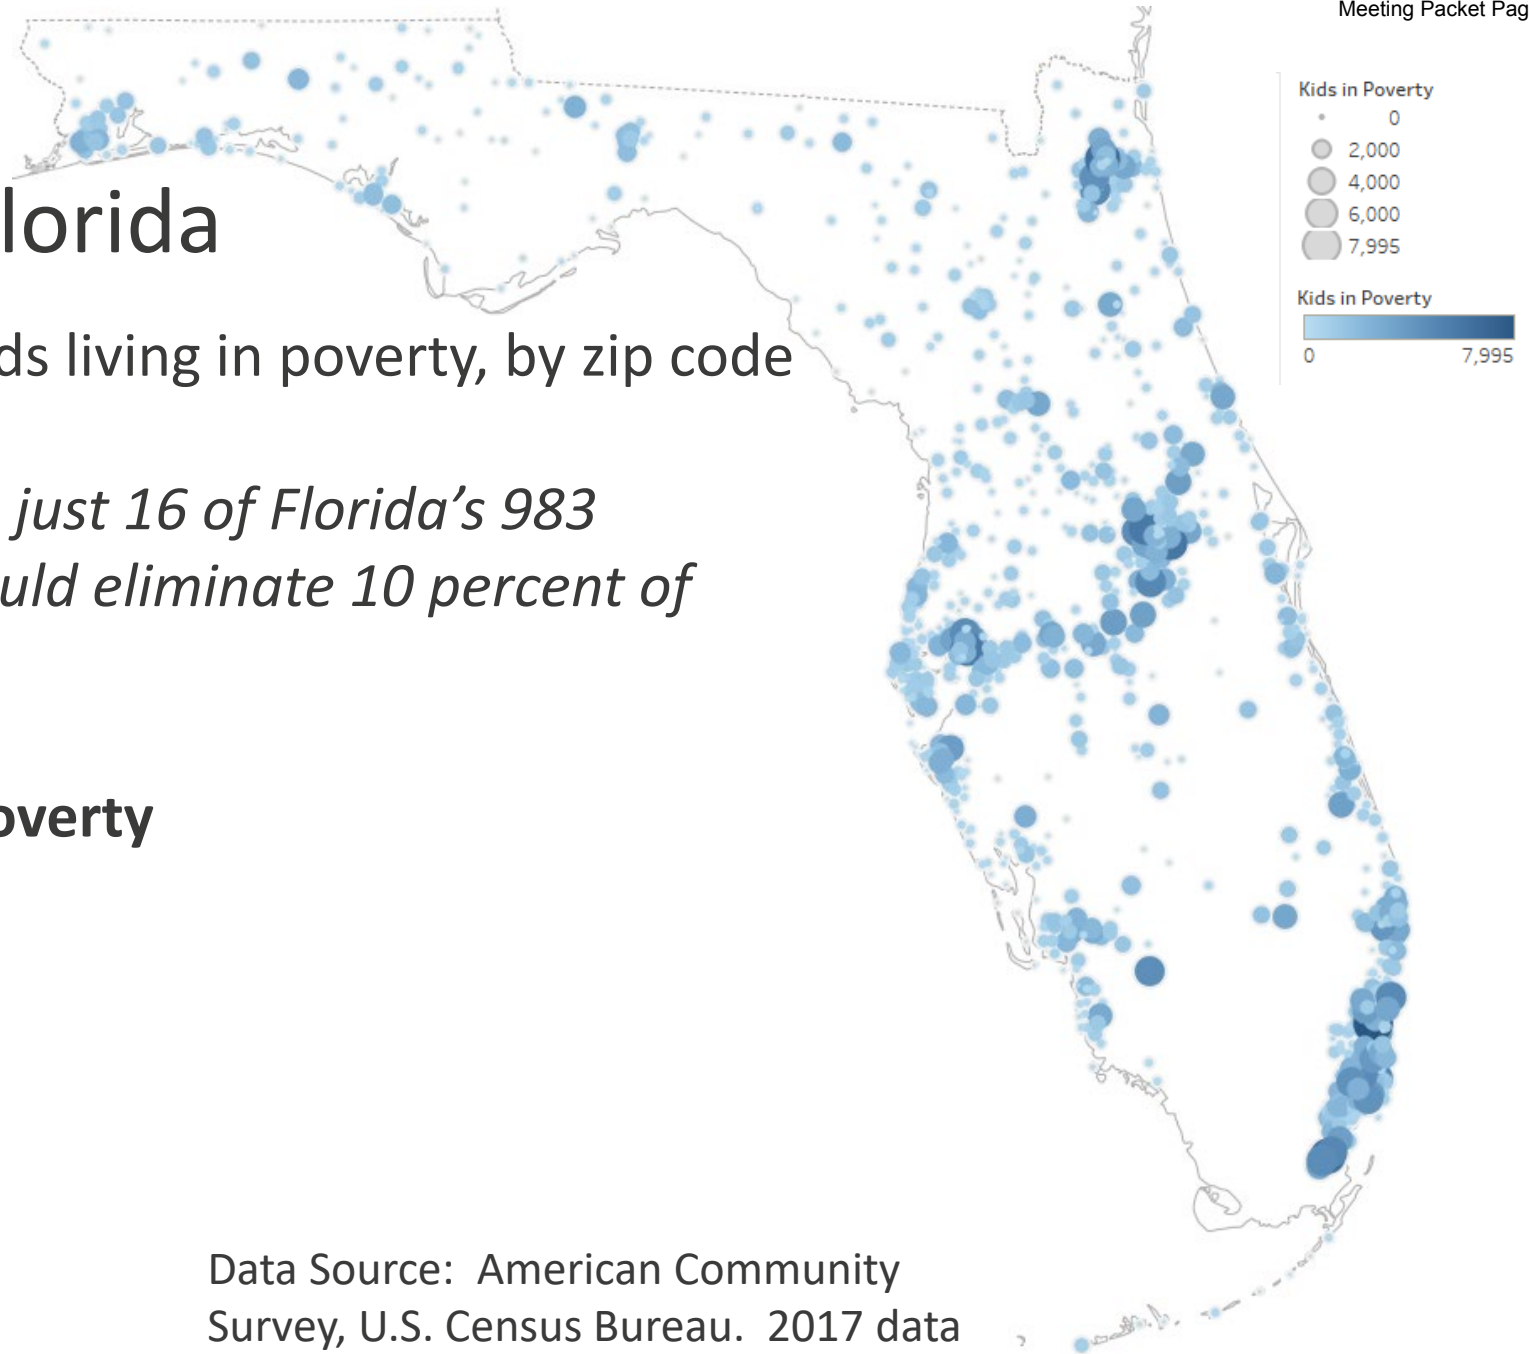 Meeting Packet Pag
lorida
ds living in poverty, by zip code
just 16 of Florida’s 983
uld eliminate 10 percent of
overty
Kids in Poverty
0
2,000
4,000
6,000
7,995
Kids in Poverty
0 7,995
Data Source: American Community
Survey, U.S. Census Bureau. 2017 data